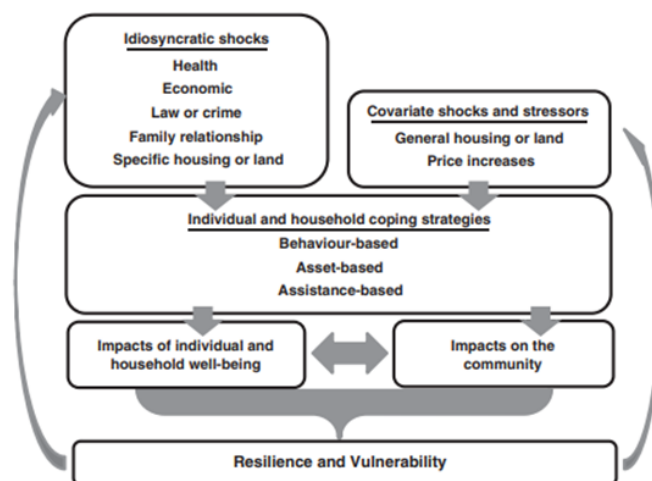 Idiosyncratic shocks
Health
Economic
Law or crime
Family relationship
Specific housing or land
Covariate shocks and stressors
General housing or land
Price increases
Individual and household coping strategies
Behaviour-based
Asset-based
Assistance-based
Impacts of individual and
household well-being
Impacts on the
community
Resilience and Vulnerability